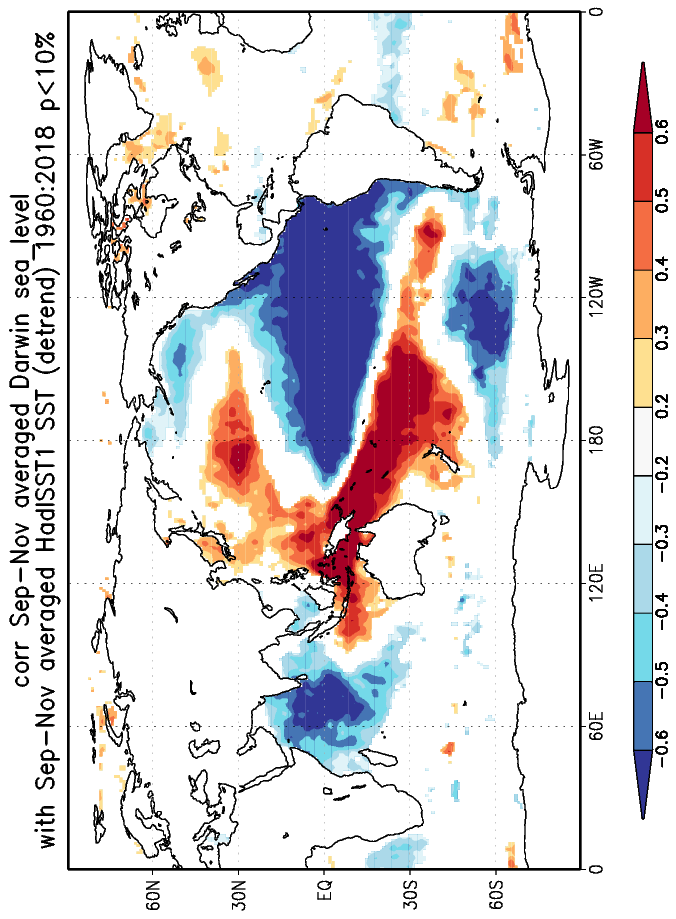 corr Sep-Nov averaged Darwin sea level
with Sep-Nov averaged HadISST1 SST (detrend) 1960:2018 p<10%
60N
30N
EQ
30S
60S
0
60E
120E
180
120W
60W
0
-0.6
-0.5
-0.4
-0.3
-0.2
0.2
0.3
0.4
0.5
0.6